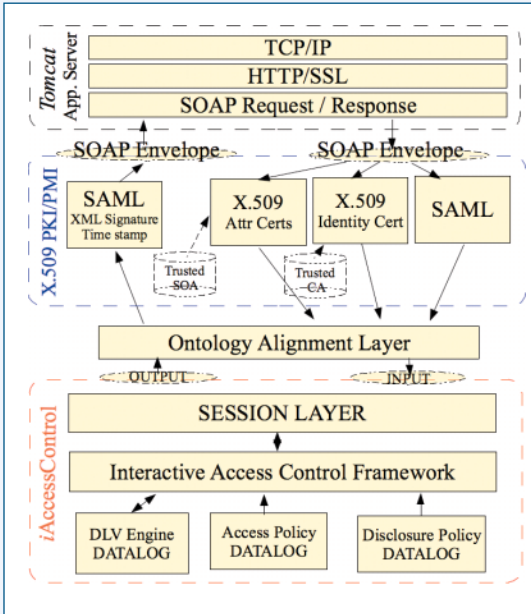 Tomcat
App. Server
TCP/IP
HTTP/SSL
SOAP Request / Response
SOAP Envelope
SOAP Envelope
X.509 PKI/PMI
SAML
XML Signature
Time stamp
Trusted
SOA
X.509
Attr Certs
Trusted
CA
X.509
Identity Cert
SAML
Ontology Alignment Layer
OUTPUT
INPUT
iAccessControl
SESSION LAYER
Interactive Access Control Framework
DLV Engine
DATALOG
Access Policy
DATALOG
Disclosure Policy
DATALOG